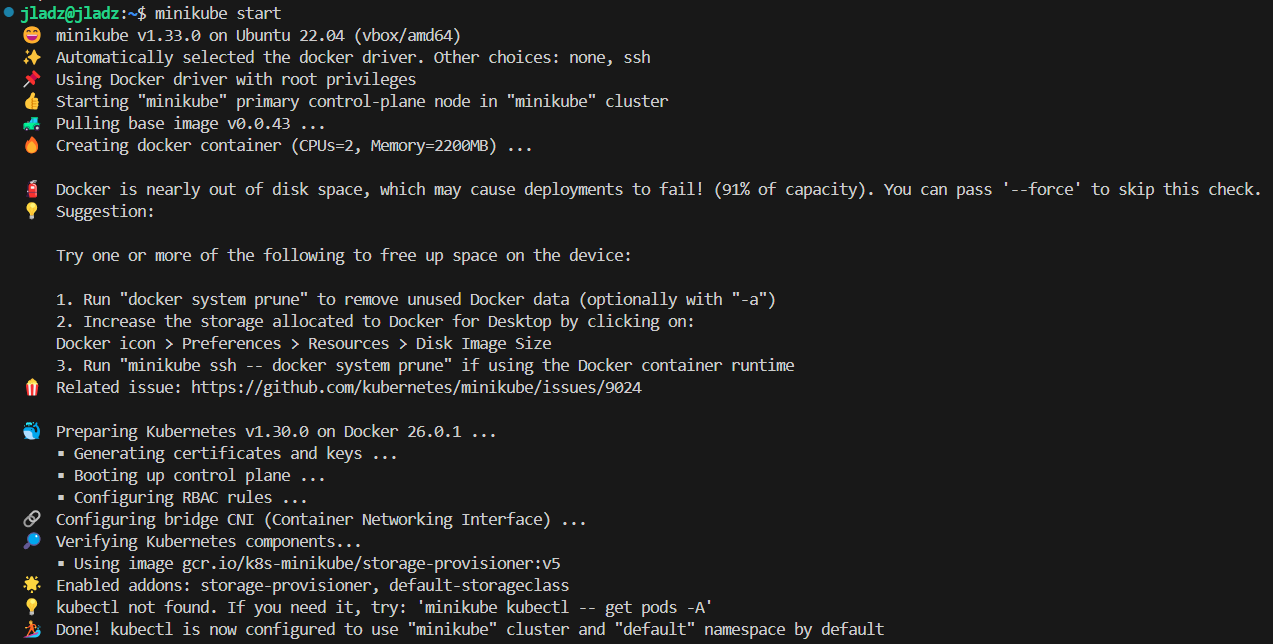 jladz@jladz:~$ minikube start
😄 minikube v1.33.0 on Ubuntu 22.04 (vbox/amd64)
✨ Automatically selected the docker driver. Other choices: none, ssh
📌 Using Docker driver with root privileges
👍 Starting "minikube" primary control-plane node in "minikube" cluster
🚜 Pulling base image v0.0.43 ...
🔥 Creating docker container (CPUs=2, Memory=2200MB) ...
🧯 Docker is nearly out of disk space, which may cause deployments to fail! (91% of capacity). You can pass '--force' to skip this check.
💡 Suggestion:
Try one or more of the following to free up space on the device:
1. Run "docker system prune" to remove unused Docker data (optionally with "-a")
2. Increase the storage allocated to Docker for Desktop by clicking on:
Docker icon > Preferences > Resources > Disk Image Size
3. Run "minikube ssh -- docker system prune" if using the Docker container runtime
🍿 Related issue: https://github.com/kubernetes/minikube/issues/9024
🐳 Preparing Kubernetes v1.30.0 on Docker 26.0.1 ...
▪ Generating certificates and keys ...
▪ Booting up control plane ...
▪ Configuring RBAC rules ...
🔗 Configuring bridge CNI (Container Networking Interface) ...
🔎 Verifying Kubernetes components...
▪ Using image gcr.io/k8s-minikube/storage-provisioner:v5
🌟 Enabled addons: storage-provisioner, default-storageclass
💡 kubectl not found. If you need it, try: 'minikube kubectl -- get pods -A'
🏄 Done! kubectl is now configured to use "minikube" cluster and "default" namespace by default